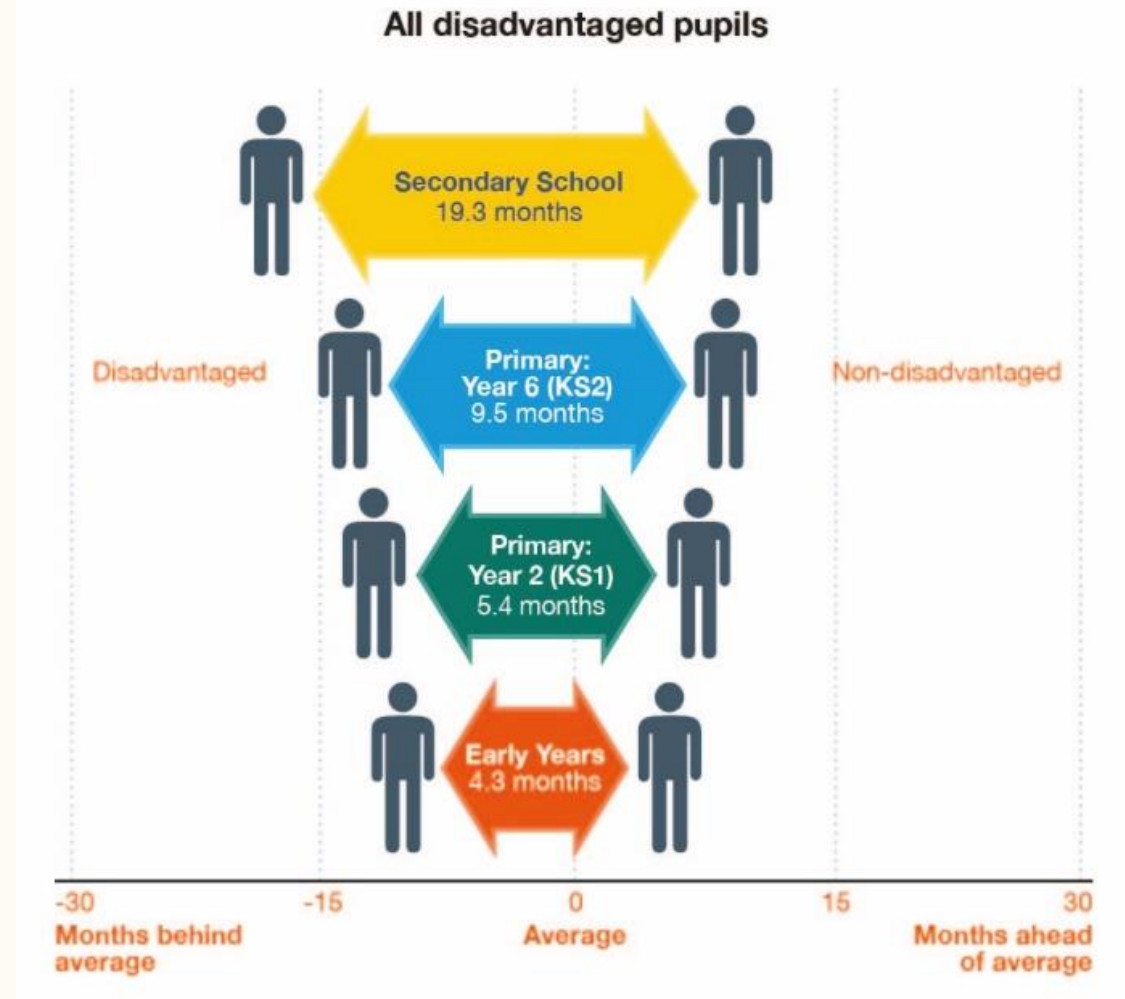 All disadvantaged pupils
Secondary School
19.3 months
Primary:
Year 6 (KS2)
9.5 months
Disadvantaged
Non-disadvantaged
Primary:
Year 2 (KS1)
5.4 months
Early Years
4.3 months
-30
-15
0
15
30
Months behind
average
Average
Months ahead
of average